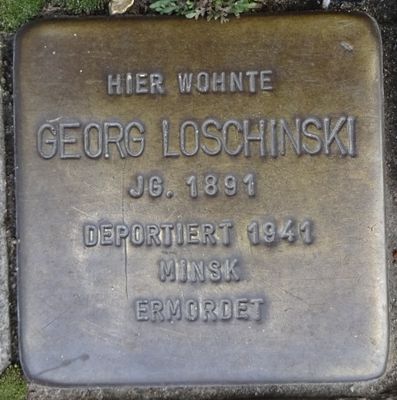 HIER WOHNTE
GEORG LOSCHINSKI
JG. 1891
DEPORTIERT 1941
MINSK
ERMORDET